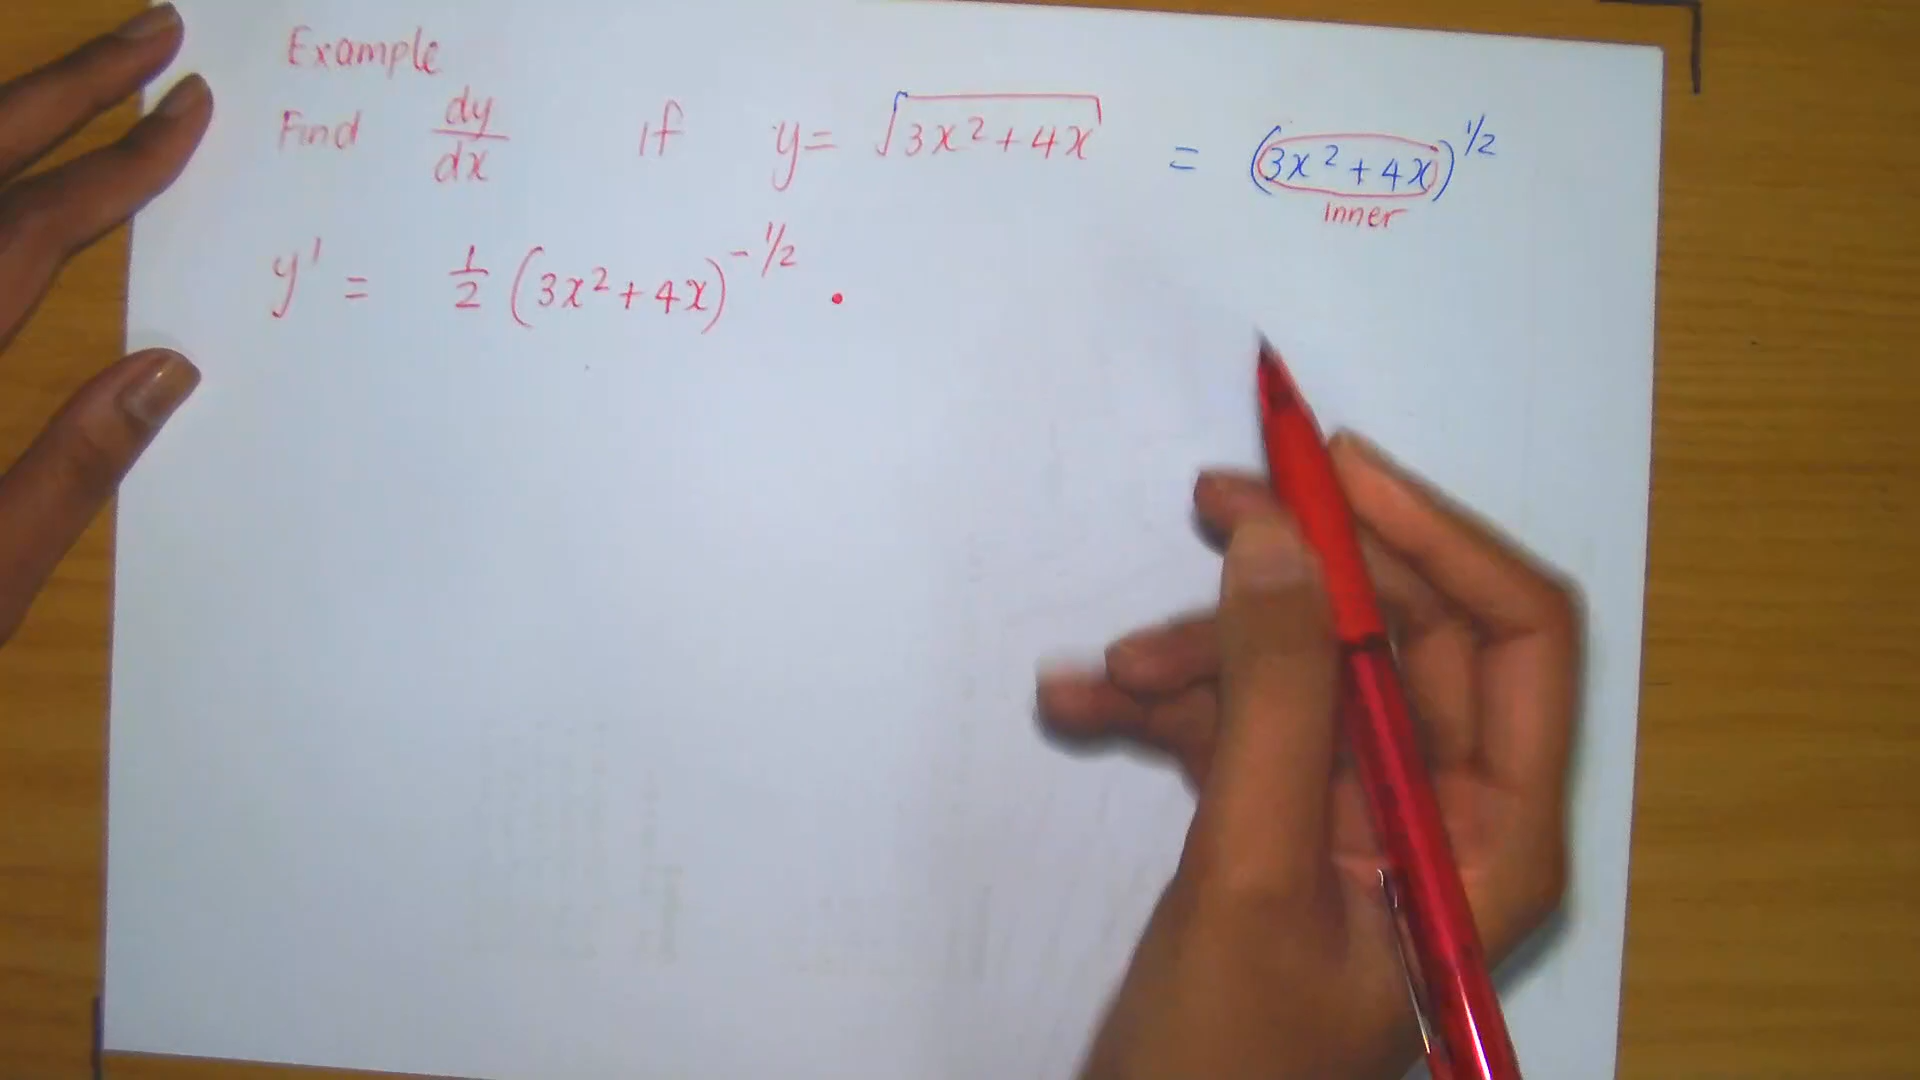 Example
Find dy/dx if y = √3x² + 4x = (3x² + 4x)^1/2
inner
y' = 1/2 (3x² + 4x)^-1/2 ·